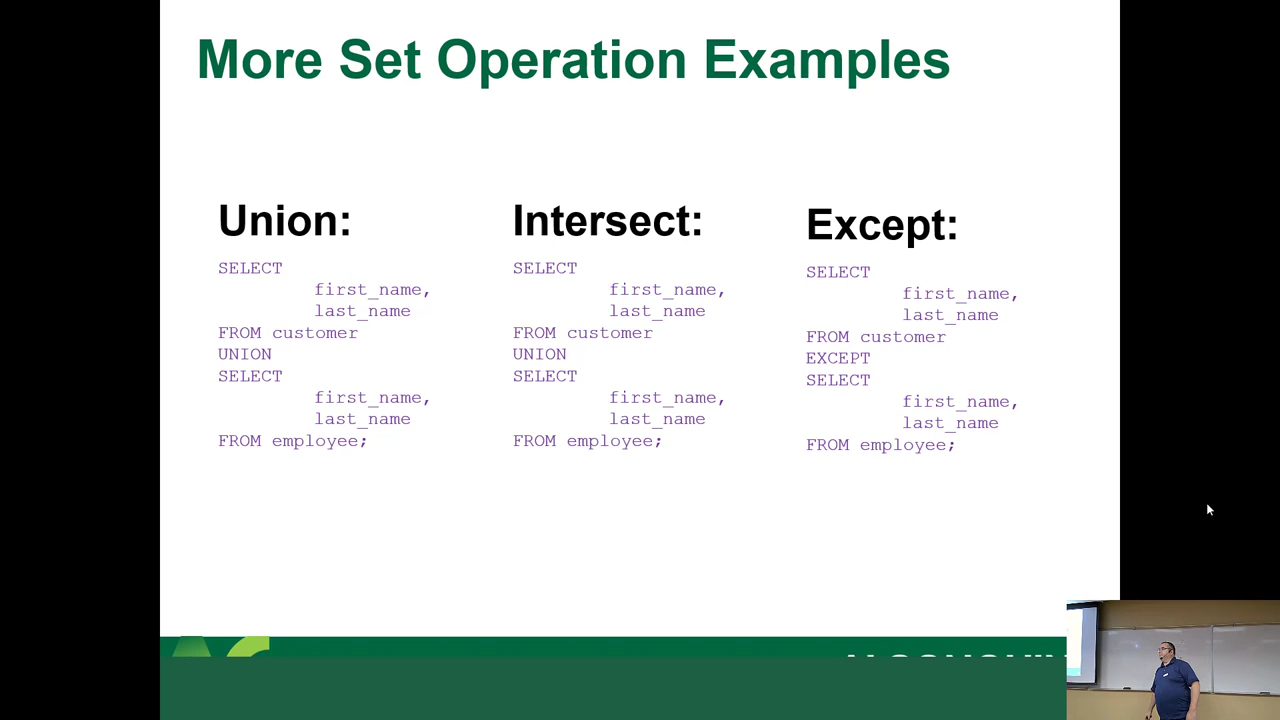 More Set Operation Examples
Union:
SELECT
first_name,
last_name
FROM customer
UNION
SELECT
first_name,
last_name
FROM employee;
Intersect:
SELECT
first_name,
last_name
FROM customer
UNION
SELECT
first_name,
last_name
FROM employee;
Except:
SELECT
first_name,
last_name
FROM customer
EXCEPT
SELECT
first_name,
last_name
FROM employee;